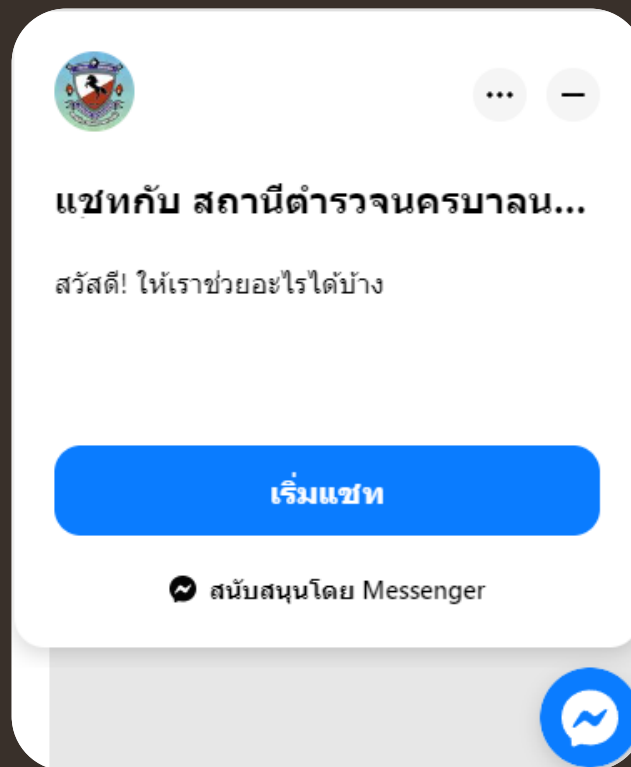 แชทกับ สถานีตำรวจนครบาลน...
สวัสดี! ให้เราช่วยอะไรได้บ้าง
เริ่มแชท
สนับสนุนโดย Messenger